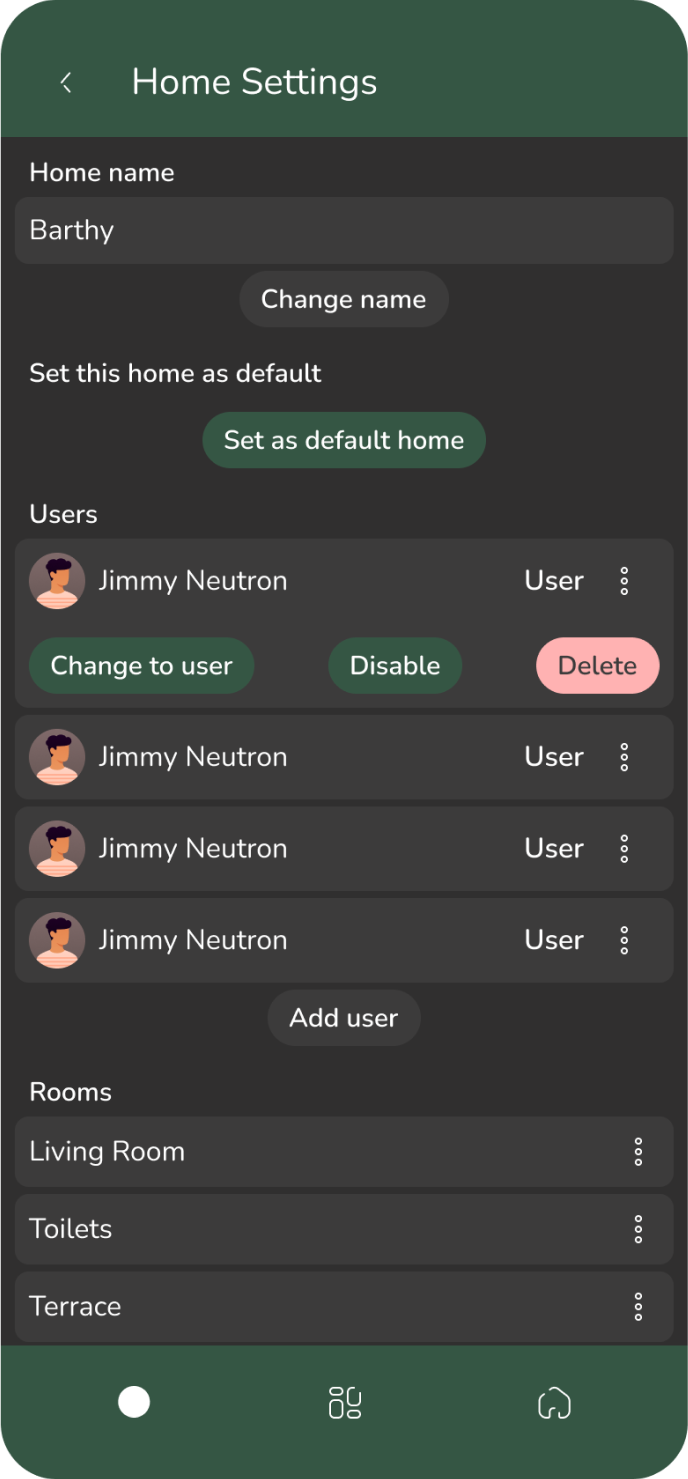 Home Settings
Home name
Barthy
Change name
Set this home as default
Set as default home
Users
Jimmy Neutron User
Change to user Disable Delete
Jimmy Neutron User
Jimmy Neutron User
Jimmy Neutron User
Add user
Rooms
Living Room
Toilets
Terrace